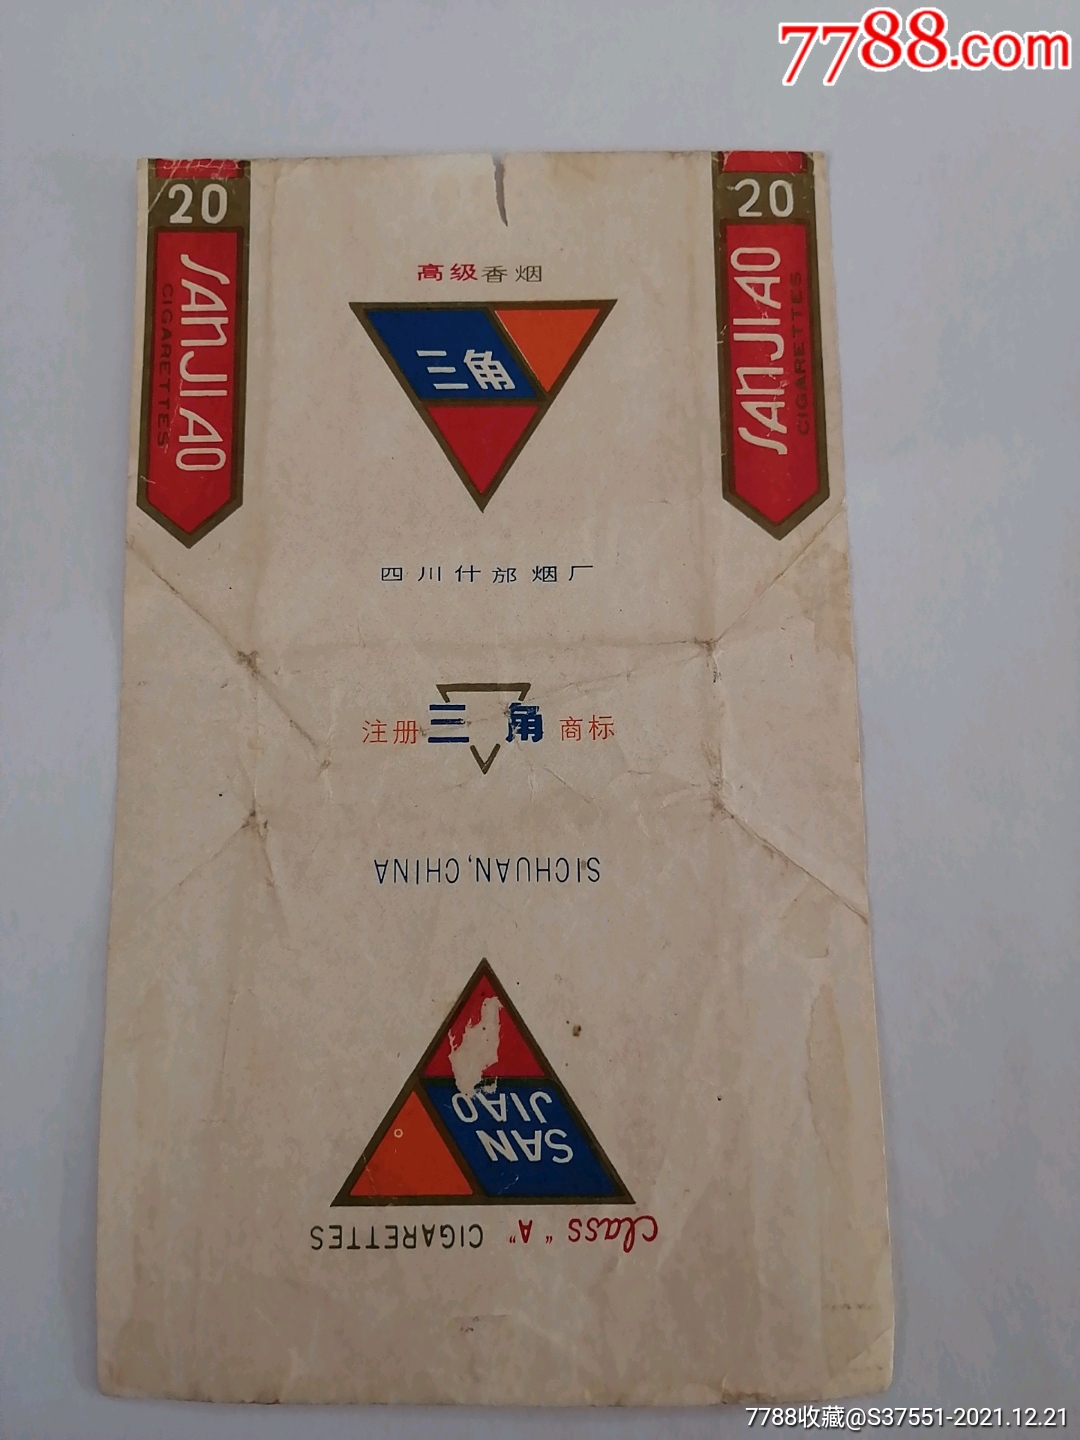 7788.com
20
SANJIAO
CIGARETTES
20
SANJIAO
CIGARETTES
高级香烟
三角
四川什邡烟厂
注册 三角 商标
SICHUAN, CHINA
SAN
JIAO
Class "A" CIGARETTES
7788收藏@S37551-2021.12.21